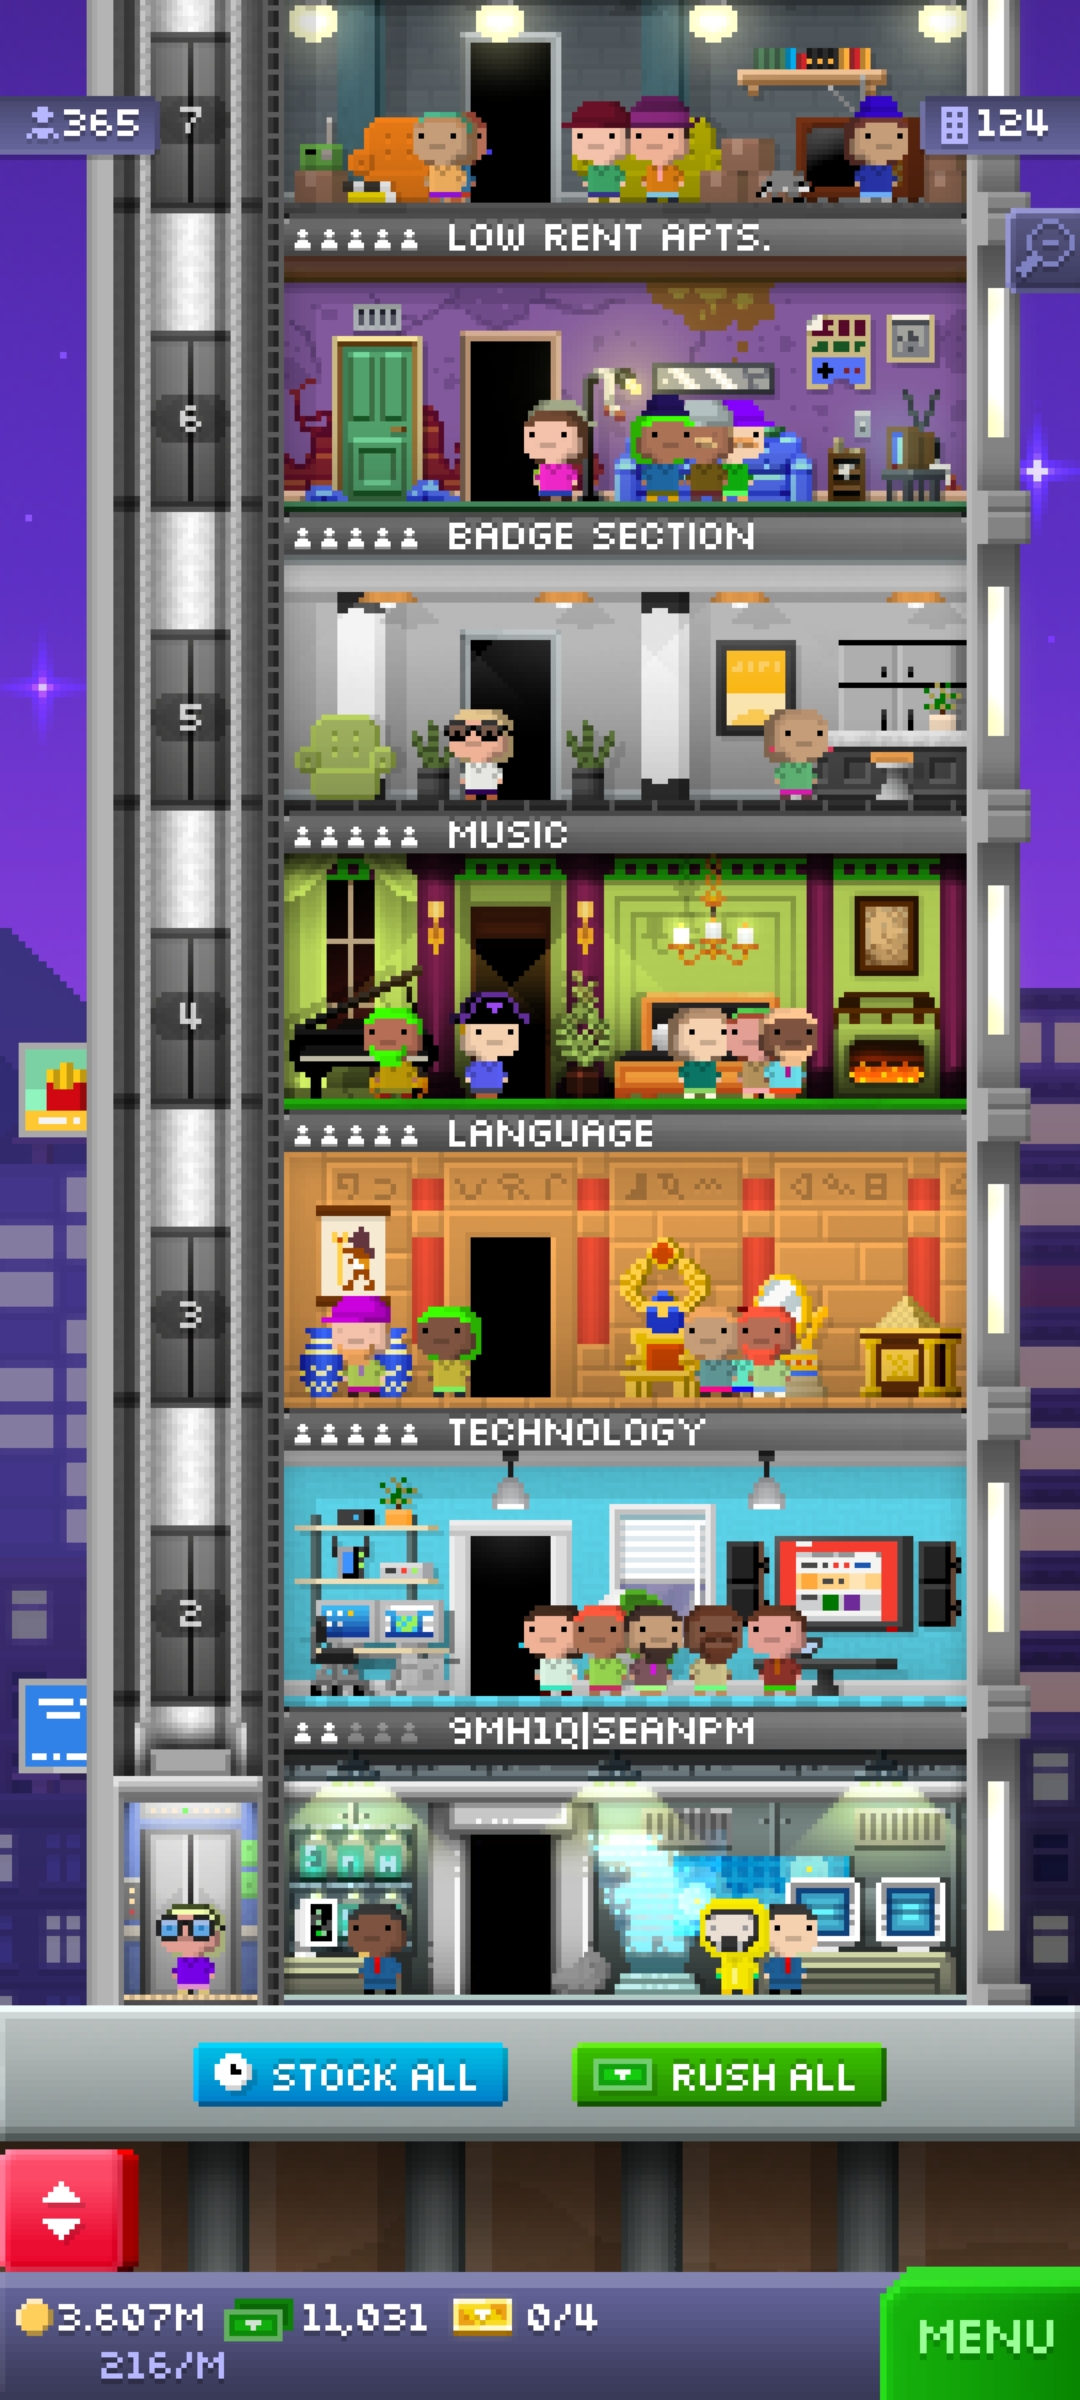 365
7
124
LOW RENT APTS.
6
BADGE SECTION
5
MUSIC
4
LANGUAGE
3
TECHNOLOGY
2
9MH1Q|SEANPM
STOCK ALL
RUSH ALL
3.607M
11,031
0/4
216/M
MENU